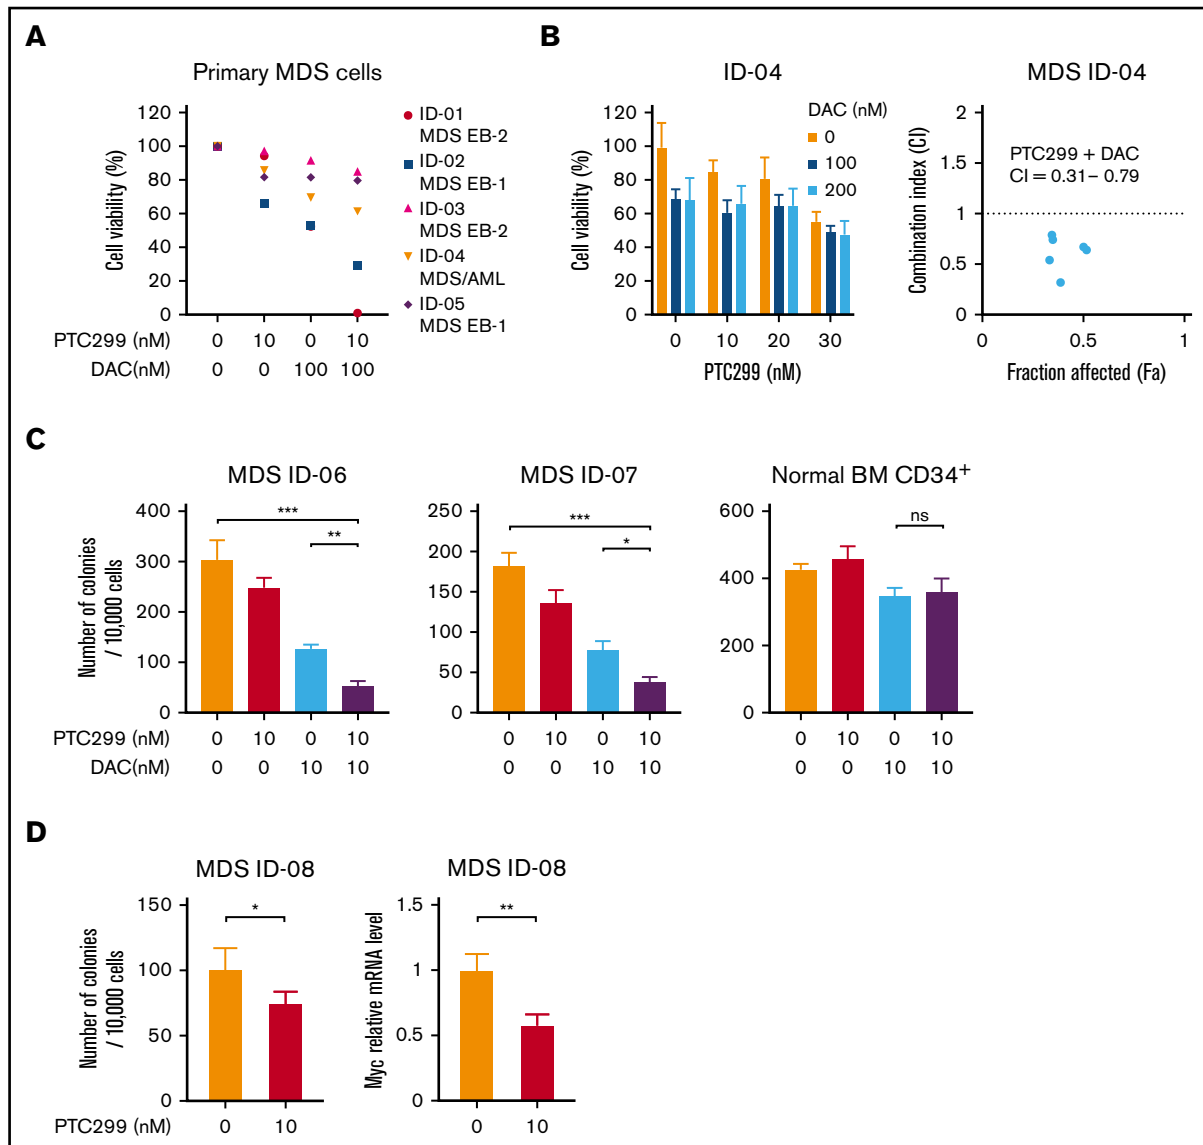 A
Primary MDS cells
Cell viability (%)
120
100
80
60
40
20
0
PTC299 (nM)
0 10 0 10
DAC(nM)
0 0 100 100
ID-01
MDS EB-2
ID-02
MDS EB-1
ID-03
MDS EB-2
ID-04
MDS/AML
ID-05
MDS EB-1
B
ID-04
Cell viability (%)
120
100
80
60
40
20
0
DAC (nM)
0
100
200
0 10 20 30
PTC299 (nM)
MDS ID-04
Combination index (CI)
2
1.5
1
0.5
0
PTC299 + DAC
CI = 0.31– 0.79
0 0.5 1
Fraction affected (Fa)
C
MDS ID-06
Number of colonies
/ 10,000 cells
400
300
200
100
0
***
**
PTC299 (nM)
0 10 0 10
DAC(nM)
0 0 10 10
MDS ID-07
250
200
150
100
50
0
***
*
0 10 0 10
0 0 10 10
Normal BM CD34+
600
400
200
0
ns
0 10 0 10
0 0 10 10
D
MDS ID-08
Number of colonies
/ 10,000 cells
150
100
50
0
*
PTC299 (nM)
0 10
MDS ID-08
Myc relative mRNA level
1.5
1
0.5
0
**
0 10